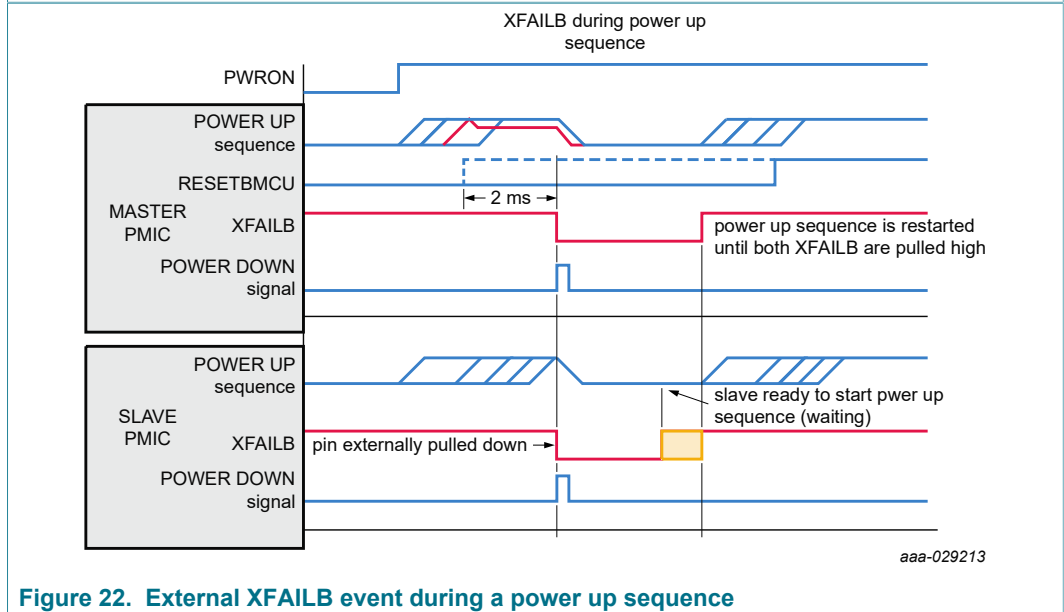 XFAILB during power up
sequence
PWRON
POWER UP
sequence
RESETBMCU
2 ms
MASTER
PMIC
XFAILB
power up sequence is restarted
until both XFAILB are pulled high
POWER DOWN
signal
POWER UP
sequence
slave ready to start pwer up
sequence (waiting)
SLAVE
PMIC
XFAILB
pin externally pulled down
POWER DOWN
signal
aaa-029213
Figure 22. External XFAILB event during a power up sequence